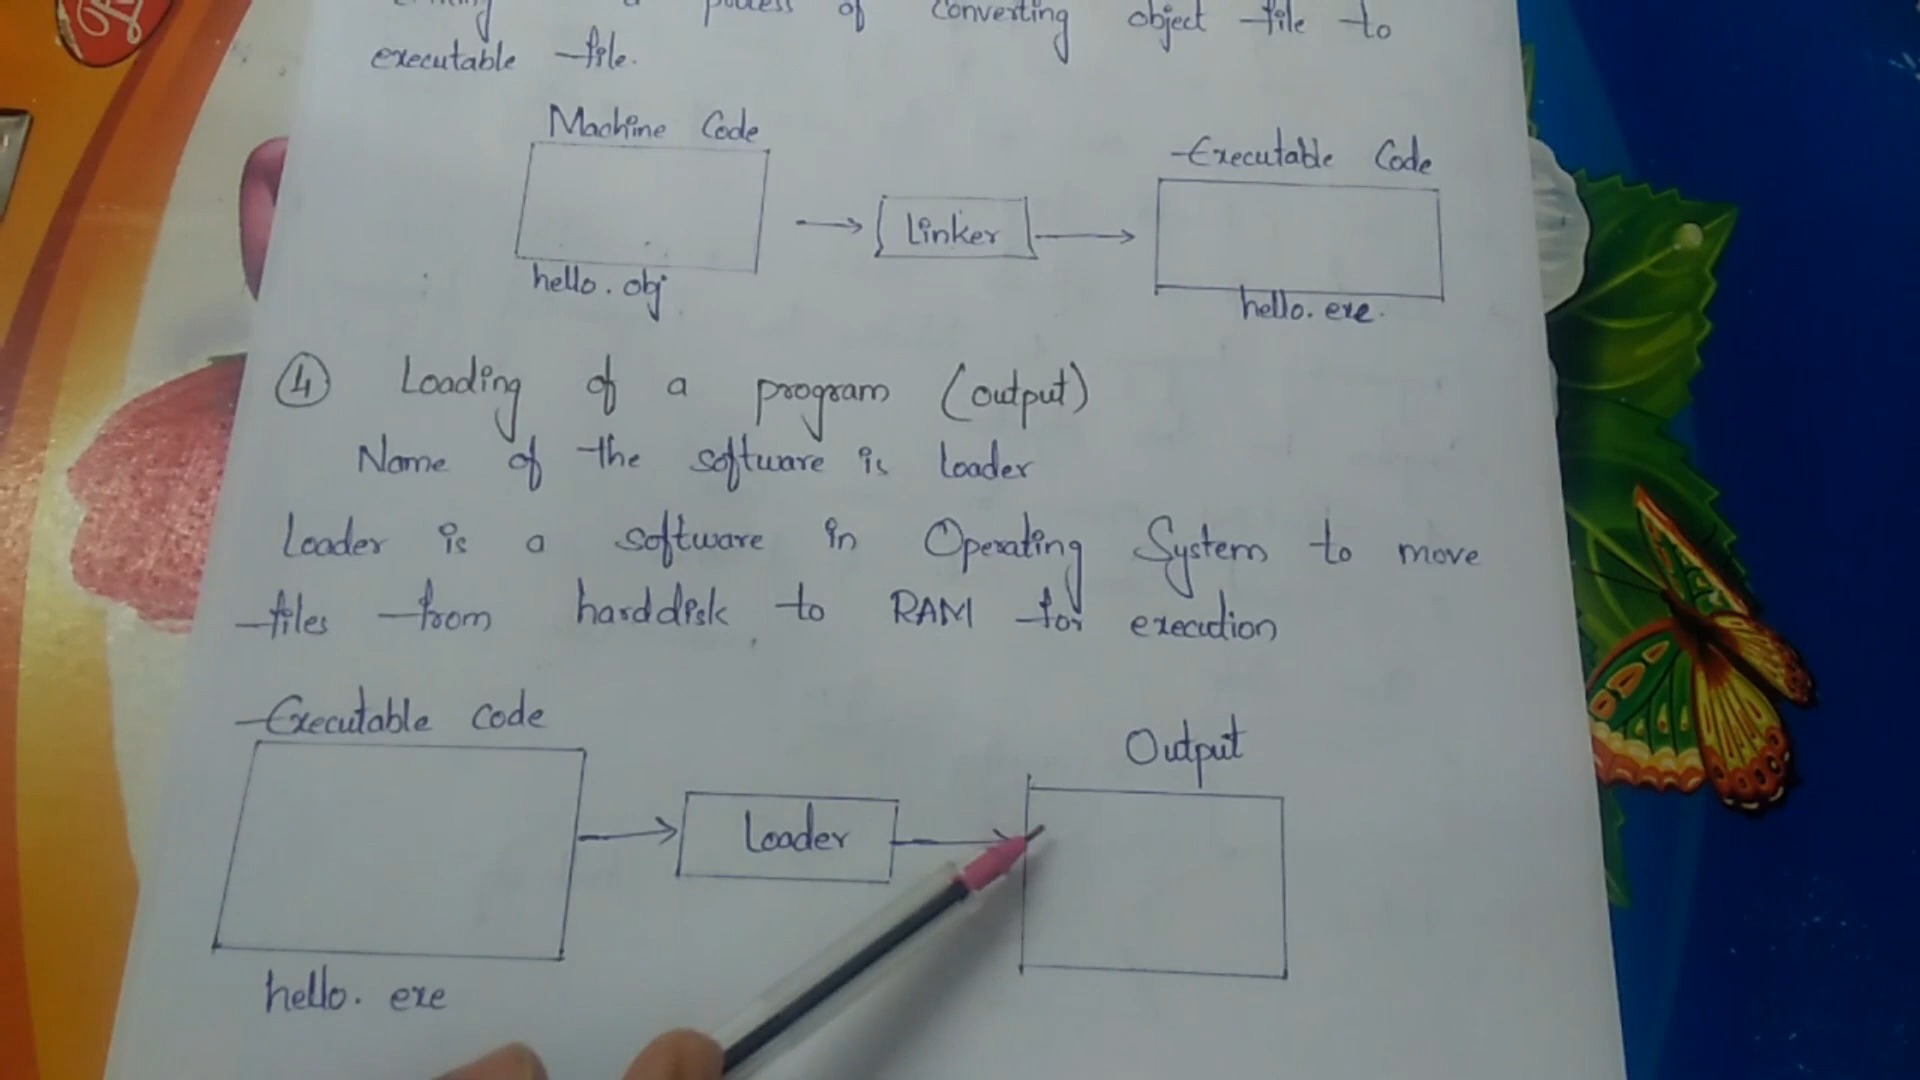 a process of converting object file to
executable file.
Machine Code
Executable Code
Linker
hello.obj
hello.exe.
4 Loading of a program (output)
Name of the software is loader
Loader is a software in Operating System to move
files from harddisk to RAM for execution
Executable code
Output
Loader
hello.exe